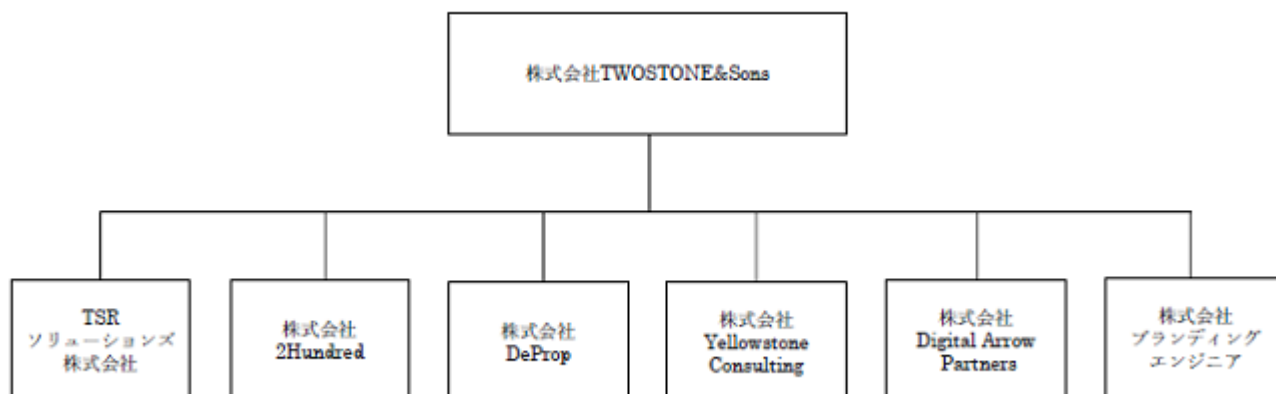 株式会社TWOSTONE&Sons
TSR
ソリューションズ
株式会社
株式会社
2Hundred
株式会社
DeProp
株式会社
Yellowstone
Consulting
株式会社
Digital Arrow
Partners
株式会社
ブランディング
エンジニア